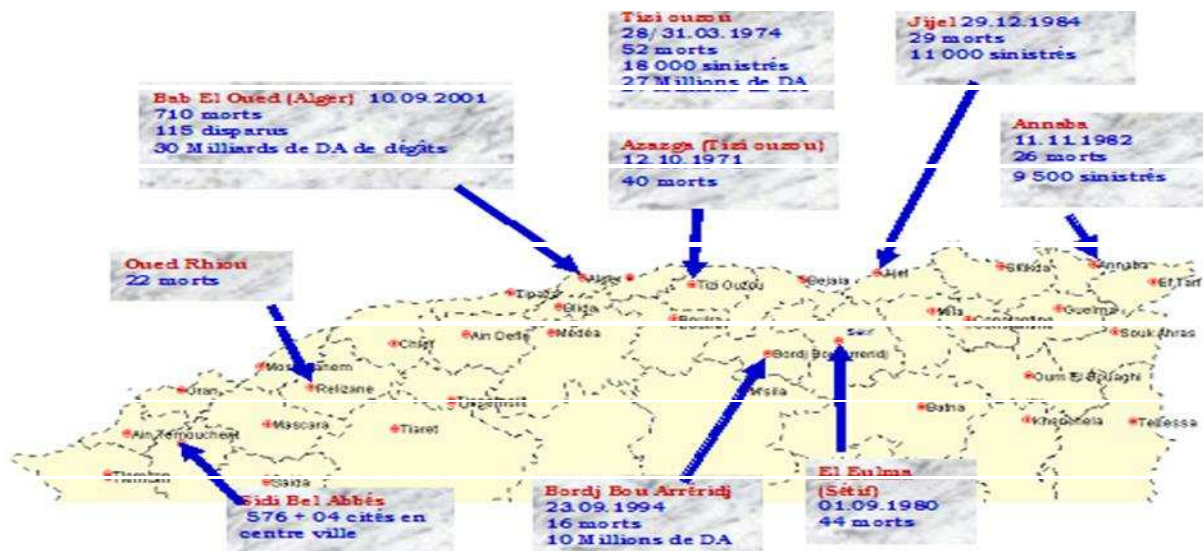 Tizi ouzou
28/31.03.1974
52 morts
18 000 sinistrés
27 Millions de DA
Jijel 29.12.1984
29 morts
11 000 sinistrés
Bab El Oued (Alger) 10.09.2001
710 morts
115 disparus
30 Milliards de DA de dégâts
Azazga (Tizi ouzou)
12.10.1971
40 morts
Annaba
11.11.1982
26 morts
9 500 sinistrés
Oued Rhiou
22 morts
Alger
Tizi Ouzou
Bejaia
Jijel
Skikda
Annaba
El Tarf
Tipaza
Blida
Bouira
Mila
Constantine
Guelma
Souk Ahras
Chlef
Ain Defla
Médéa
Setif
Bordj Bou Arreridj
Oran
Relizane
M'sila
Oum El Bouaghi
Ain Temouchent
Mascara
Tiaret
Batna
Khenchela
Tebessa
Saida
Sidi Bel Abbés
576 + 04 cités en
centre ville
Bordj Bou Arréridj
23.09.1994
16 morts
10 Millions de DA
El Eulma
(Sétif)
01.09.1980
44 morts